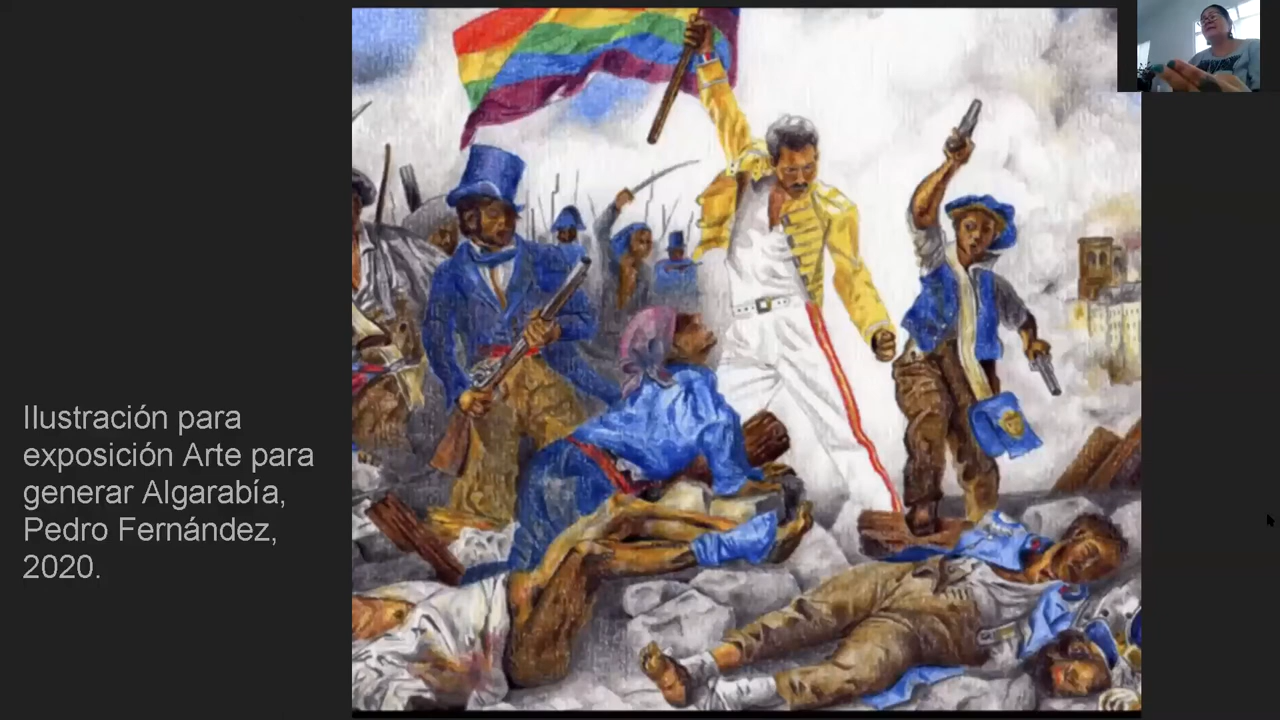 Ilustración para
exposición Arte para
generar Algarabía,
Pedro Fernández,
2020.